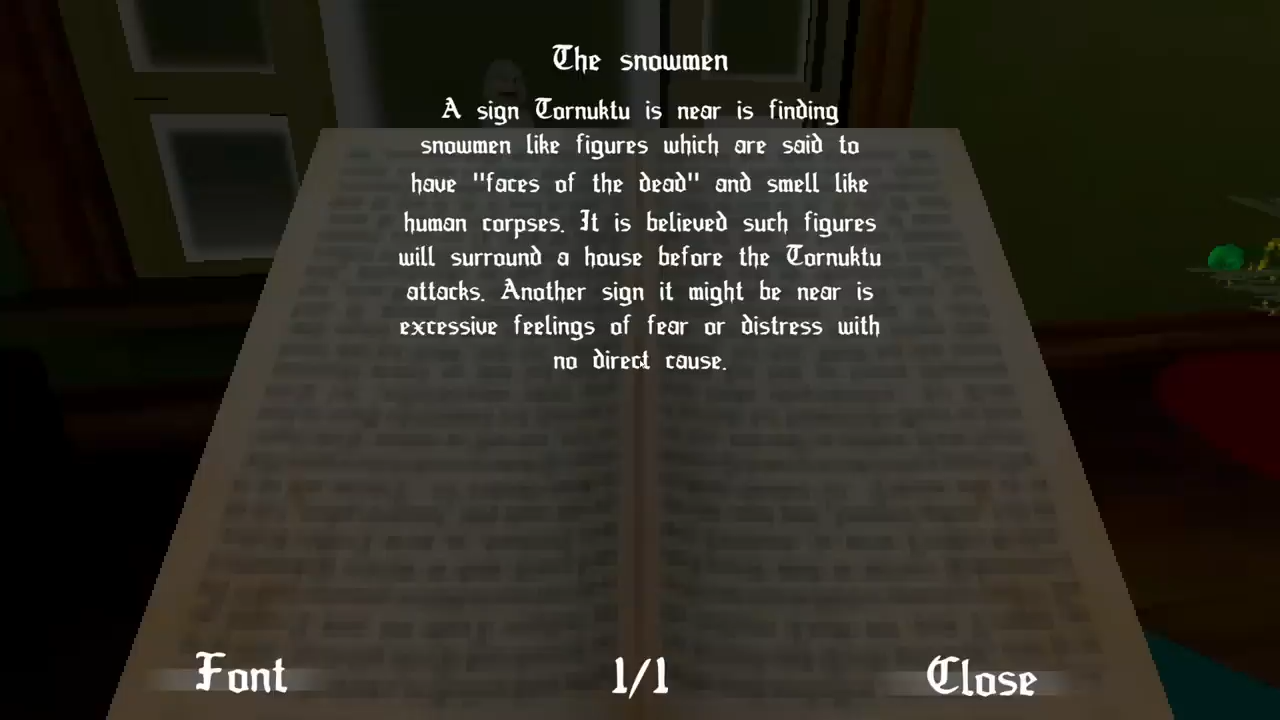 The snowmen
A sign Tornuktu is near is finding
snowmen like figures which are said to
have "faces of the dead" and smell like
human corpses. It is believed such figures
will surround a house before the Tornuktu
attacks. Another sign it might be near is
excessive feelings of fear or distress with
no direct cause.
Font
1/1
Close